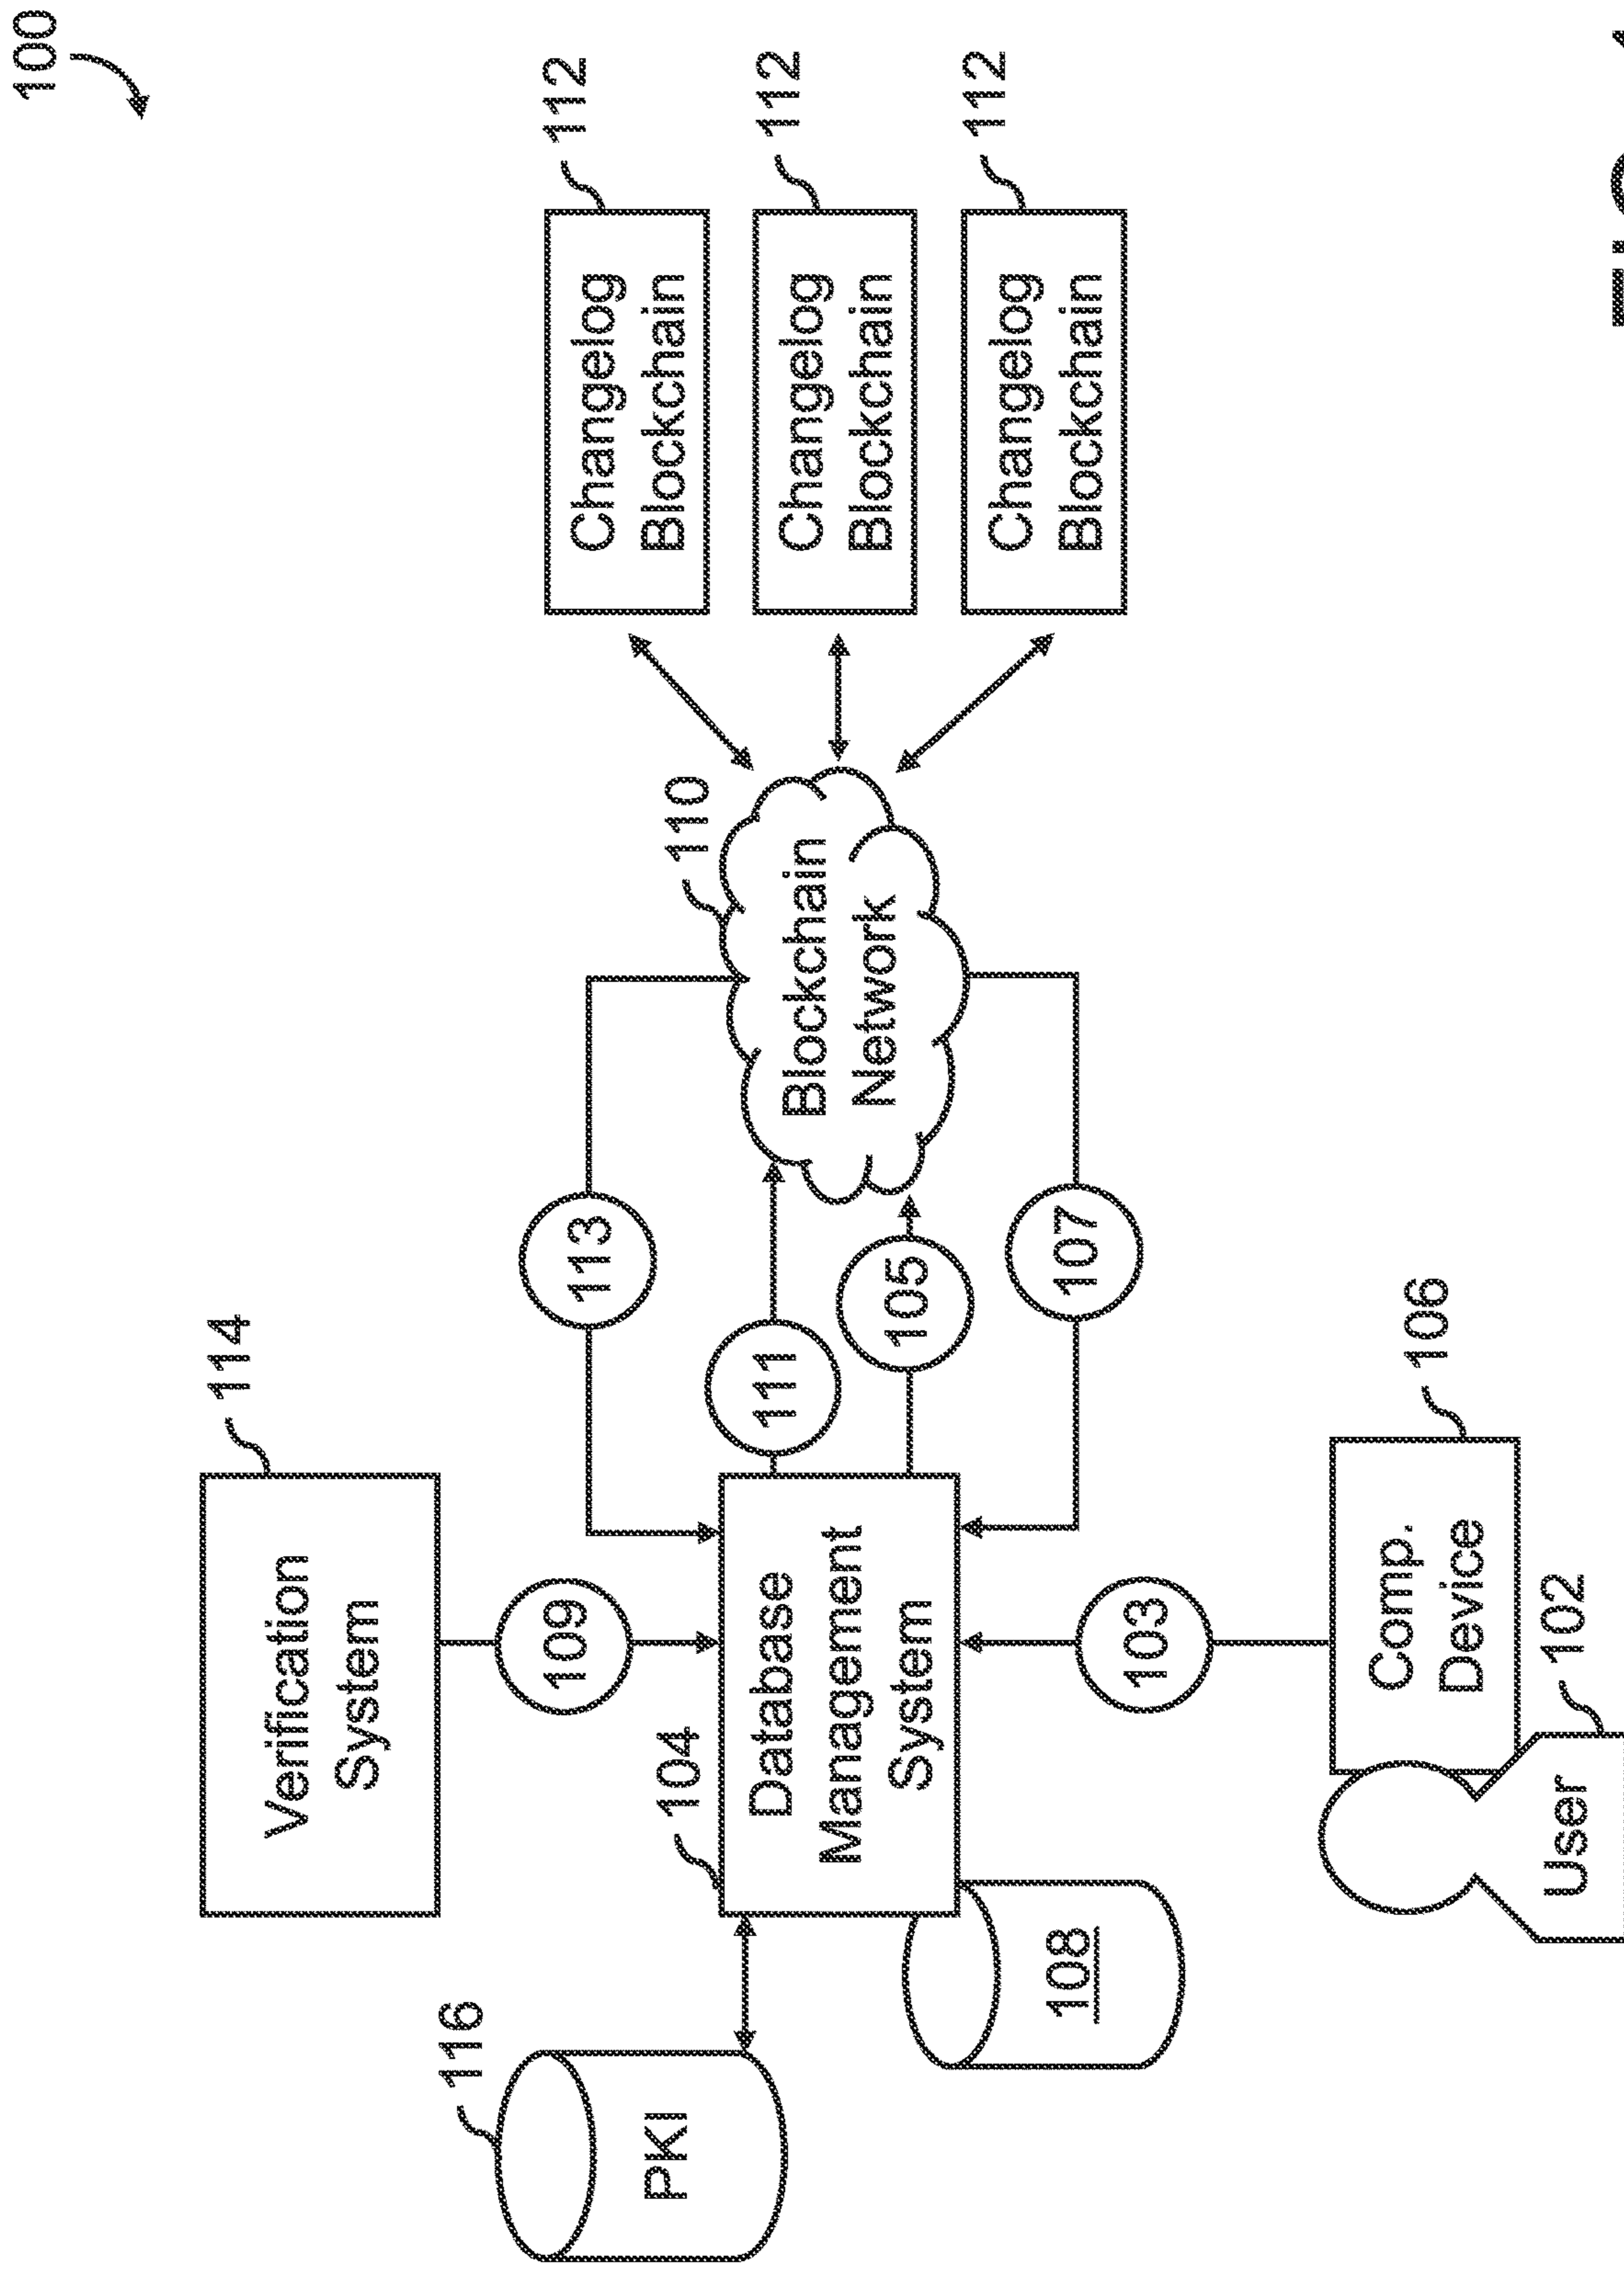 100
114
Verification
System
109
113
116
PKI
104
Database
Management
System
108
111
105
107
103
110
Blockchain
Network
112
Changelog
Blockchain
112
Changelog
Blockchain
112
Changelog
Blockchain
106
Comp.
Device
102
User